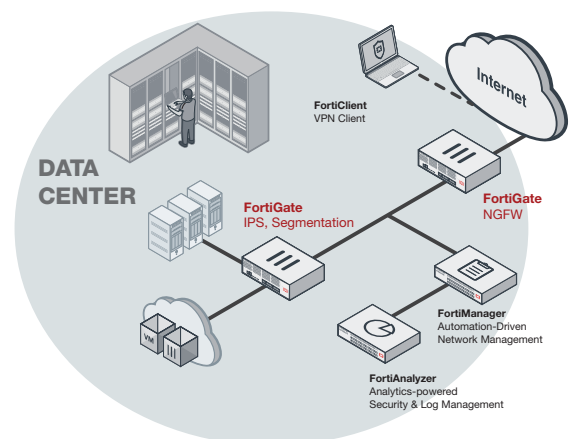 Internet
FortiClient
VPN Client
DATA
CENTER
FortiGate
IPS, Segmentation
FortiGate
NGFW
FortiManager
Automation-Driven
Network Management
VM
FortiAnalyzer
Analytics-powered
Security & Log Management